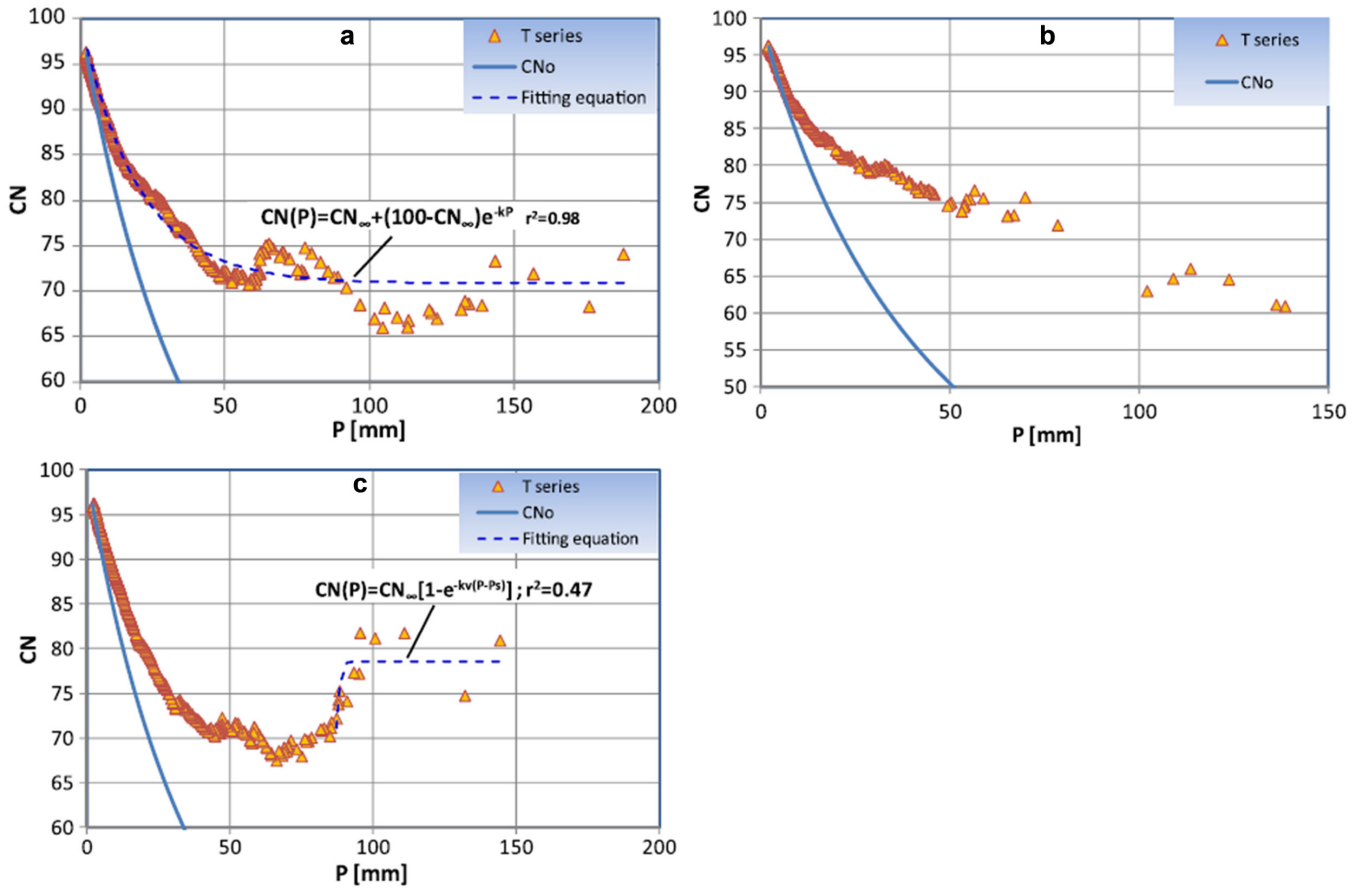 a
T series
CNo
Fitting equation
CN(P)=CN∞+(100-CN∞)e-kP r2=0.98
100
95
90
85
80
75
70
65
60
CN
0 50 100 150 200
P [mm]
b
T series
CNo
100
95
90
85
80
75
70
65
60
55
50
CN
0 50 100 150
P [mm]
c
T series
CNo
Fitting equation
CN(P)=CN∞[1-e-kv(P-Ps)] ; r2=0.47
100
95
90
85
80
75
70
65
60
CN
0 50 100 150 200
P [mm]